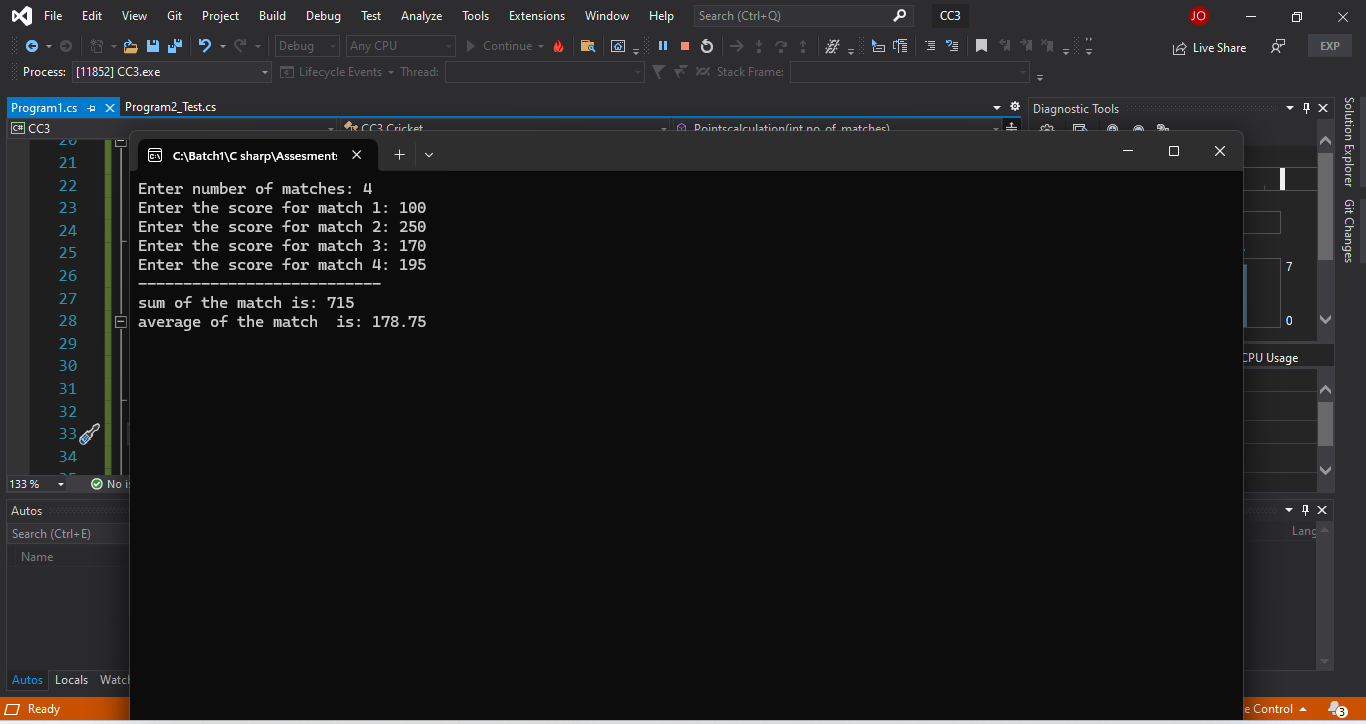 File Edit View Git Project Build Debug Test Analyze Tools Extensions Window Help Search (Ctrl+Q) CC3 JO
Debug Any CPU Continue Live Share EXP
Process: [11852] CC3.exe Lifecycle Events Thread: Stack Frame:
Program1.cs Program2_Test.cs Diagnostic Tools
C# CC3 CC3.Cricket Pointscalculation(int no_of_matches)
Solution Explorer
Git Changes
C:\Batch1\C sharp\Assesment:
Enter number of matches: 4
Enter the score for match 1: 100
Enter the score for match 2: 250
Enter the score for match 3: 170
Enter the score for match 4: 195
---------------------------
sum of the match is: 715
average of the match  is: 178.75
20
21
22
23
24
25
26
27
28
29
30
31
32
33
34
35
7
0
CPU Usage
133 % No is
Autos
Search (Ctrl+E)
Name
Lang
Autos Locals Watch
Ready e Control 3